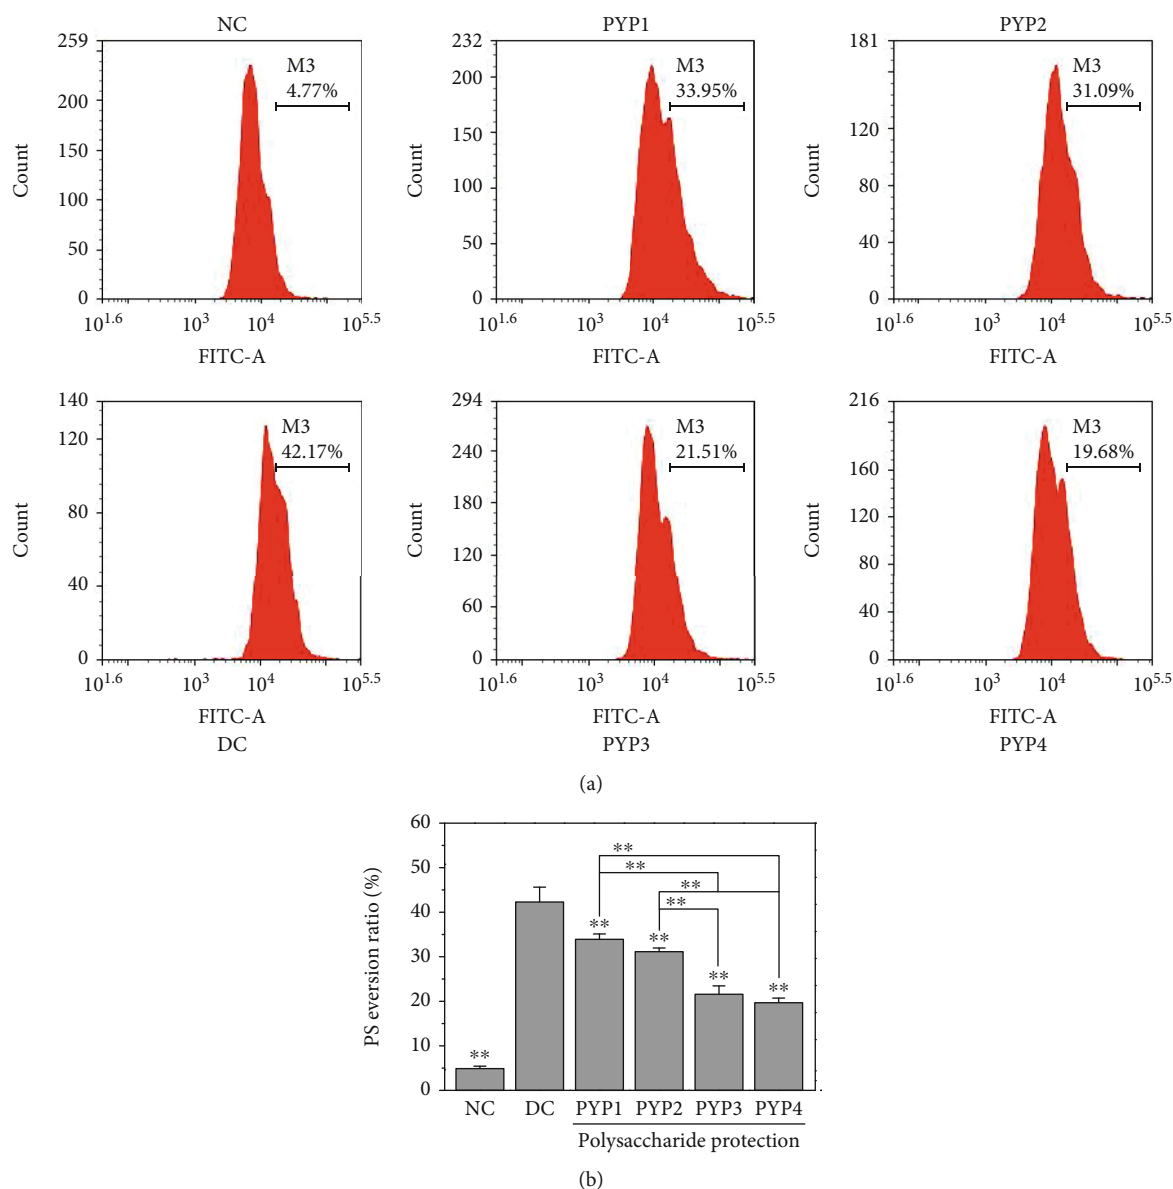 NC
259
200
150
100
50
0
Count
M3
4.77%
10^1.6 10^3 10^4 10^5.5
FITC-A
PYP1
232
200
150
100
50
0
Count
M3
33.95%
10^1.6 10^3 10^4 10^5.5
FITC-A
PYP2
181
120
80
40
0
Count
M3
31.09%
10^1.6 10^3 10^4 10^5.5
FITC-A
140
120
80
40
0
Count
M3
42.17%
10^1.6 10^3 10^4 10^5.5
FITC-A
DC
294
240
180
120
60
0
Count
M3
21.51%
10^1.6 10^3 10^4 10^5.5
FITC-A
PYP3
216
160
120
80
40
0
Count
M3
19.68%
10^1.6 10^3 10^4 10^5.5
FITC-A
PYP4
(a)
60
50
40
30
20
10
0
PS eversion ratio (%)
**
**
**
**
**
**
**
**
**
NC DC PYP1 PYP2 PYP3 PYP4
Polysaccharide protection
(b)